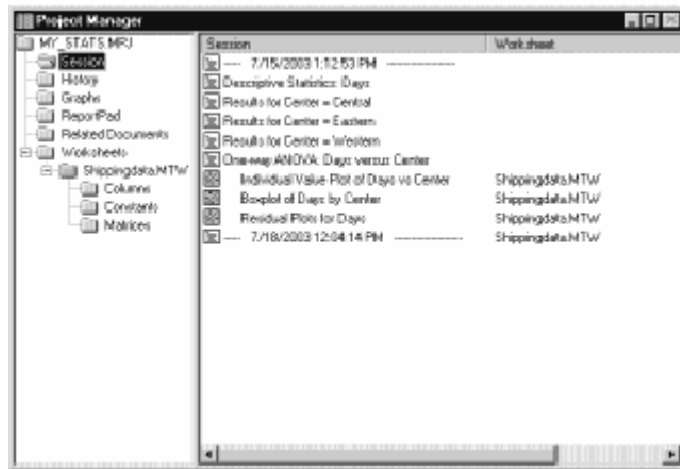 Project Manager
MY_STATS.MPJ
Session
History
Graphs
ReportPad
Related Documents
Worksheets
Shippingdata.MTW
Columns
Constants
Matrices
Session Worksheet
---- 7/15/2003 1:12:53 PM --------------
Descriptive Statistics: Days
Results for Center = Central
Results for Center = Eastern
Results for Center = Western
One-way ANOVA: Days versus Center
Individual Value Plot of Days vs Center Shippingdata.MTW
Boxplot of Days by Center Shippingdata.MTW
Residual Plots for Days Shippingdata.MTW
---- 7/18/2003 12:04:14 PM -------------- Shippingdata.MTW